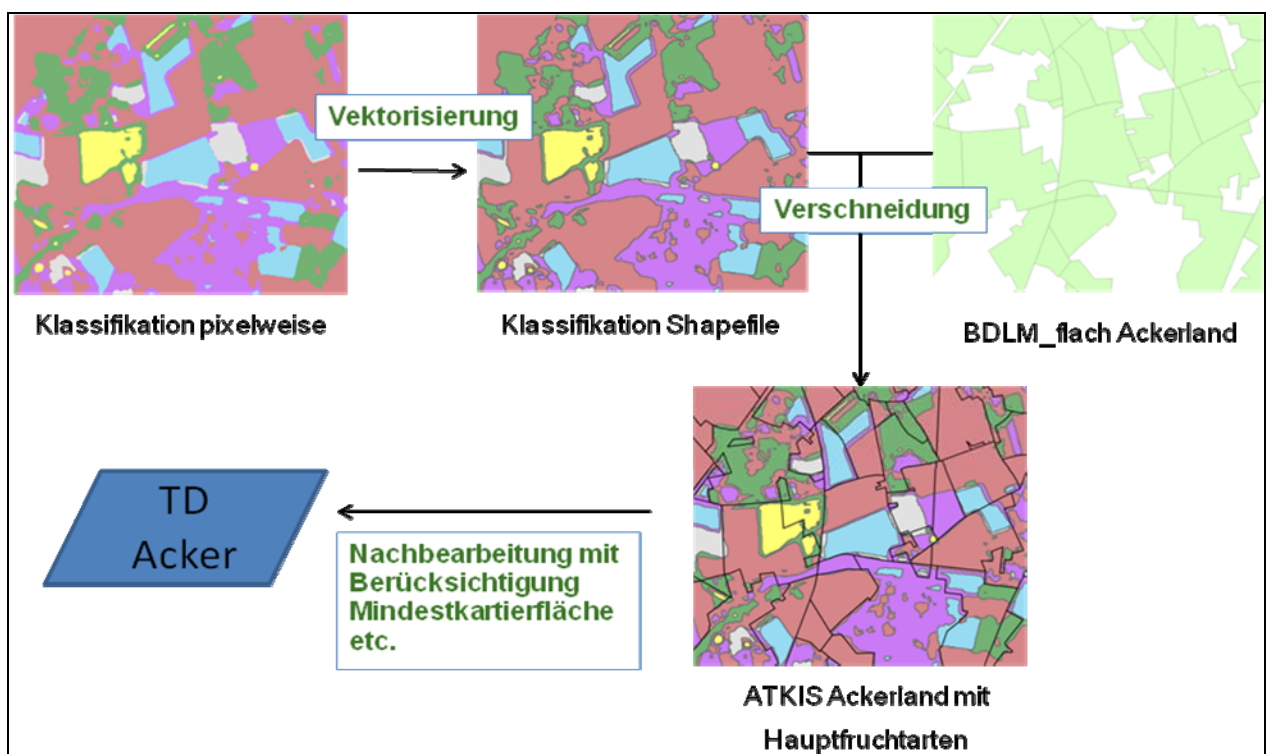 Vektorisierung
Verschneidung
Klassifikation pixelweise
Klassifikation Shapefile
BDLM_flach Ackerland
TD
Acker
Nachbearbeitung mit
Berücksichtigung
Mindestkartierfläche
etc.
ATKIS Ackerland mit
Hauptfruchtarten